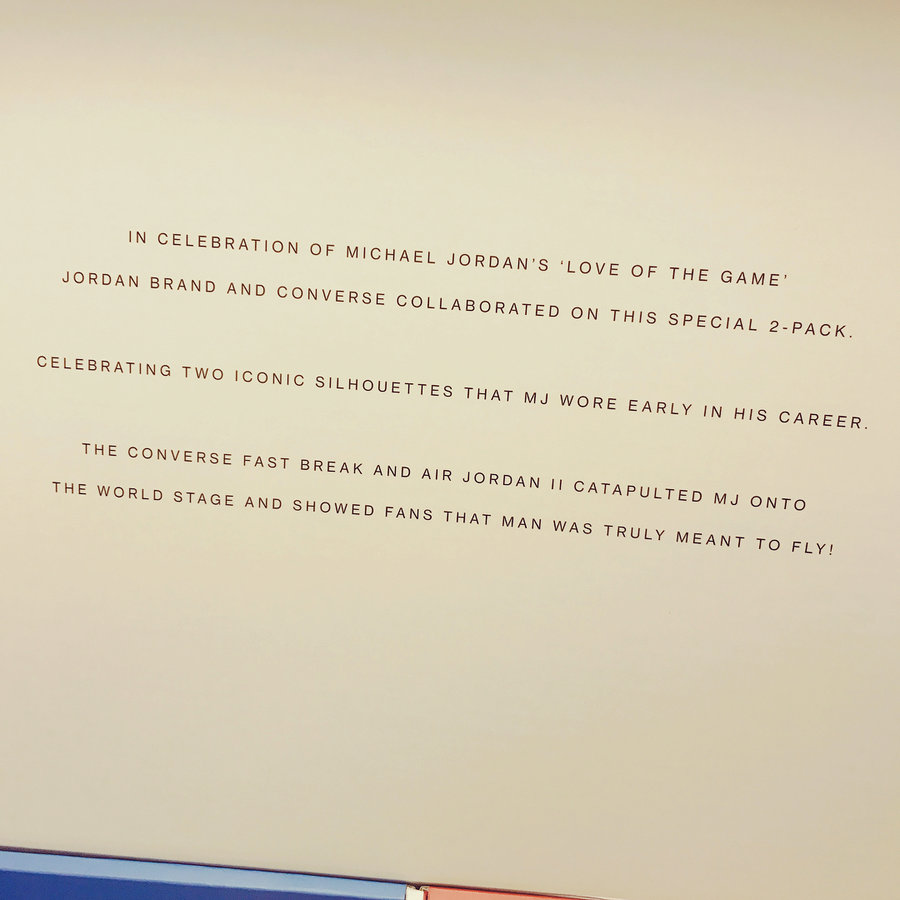 IN CELEBRATION OF MICHAEL JORDAN'S ‘LOVE OF THE GAME’
JORDAN BRAND AND CONVERSE COLLABORATED ON THIS SPECIAL 2-PACK.
CELEBRATING TWO ICONIC SILHOUETTES THAT MJ WORE EARLY IN HIS CAREER.
THE CONVERSE FAST BREAK AND AIR JORDAN II CATAPULTED MJ ONTO
THE WORLD STAGE AND SHOWED FANS THAT MAN WAS TRULY MEANT TO FLY!